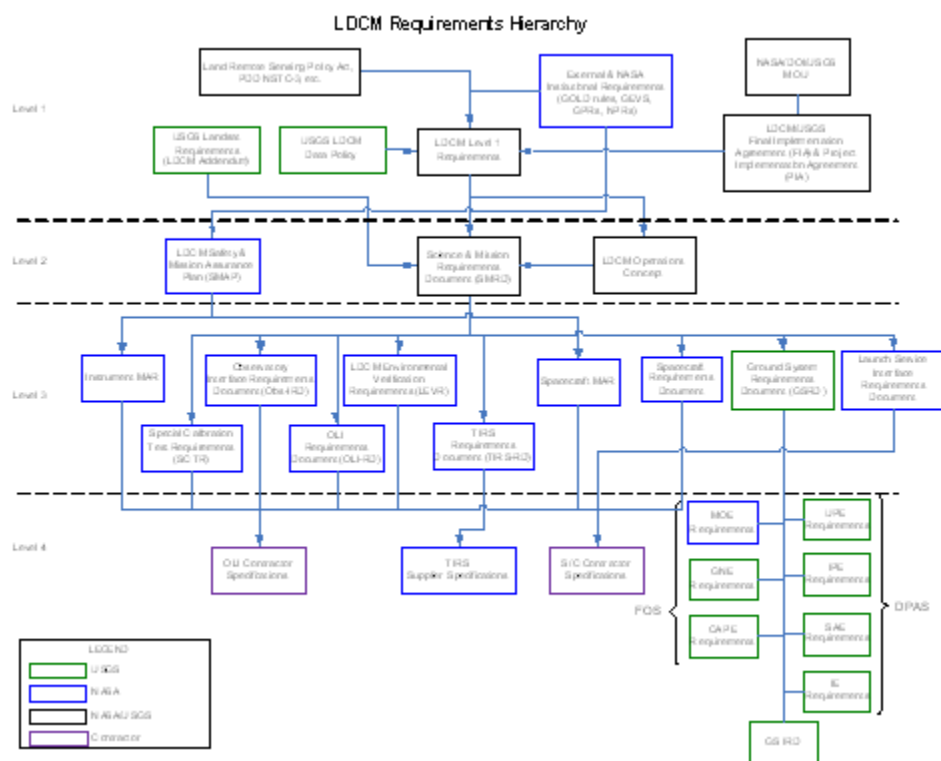 LDCM Requirements Hierarchy
Land Remote Sensing Policy Act,
PDD NSTC-3, etc.
External & NASA
Institutional Requirements
(GOLD rules, GEVS,
GPRs, NPRs)
NASA/DOI/USGS
MOU
Level 1
USGS Landsat
Requirements
(LDCM Addendum)
USGS LDCM
Data Policy
LDCM Level 1
Requirements
LDCM/USGS
Final Implementation
Agreement (FIA) & Project
Implementation Agreement
(PIA)
Level 2
LDCM Safety &
Mission Assurance
Plan (SMAP)
Science & Mission
Requirements
Document (SMRD)
LDCM Operations
Concept
Level 3
Instrument MAR
Observatory
Interface Requirements
Document (Obs-IRD)
LDCM Environmental
Verification
Requirements (LEVR)
Spacecraft MAR
Spacecraft
Requirements
Document
Ground System
Requirements
Document (GSRD)
Launch Service
Interface
Requirements
Document
Special Calibration
Test Requirements
(SCTR)
OLI
Requirements
Document (OLI-RD)
TIRS
Requirements
Document (TIRS-RD)
Level 4
OLI Contractor
Specifications
TIRS
Supplier Specifications
S/C Contractor
Specifications
MOE
Requirements
UPE
Requirements
GNE
Requirements
IPE
Requirements
FOS
DPAS
CAPE
Requirements
SAE
Requirements
IE
Requirements
GS IRD
LEGEND
USGS
NASA
NASA/USGS
Contractor